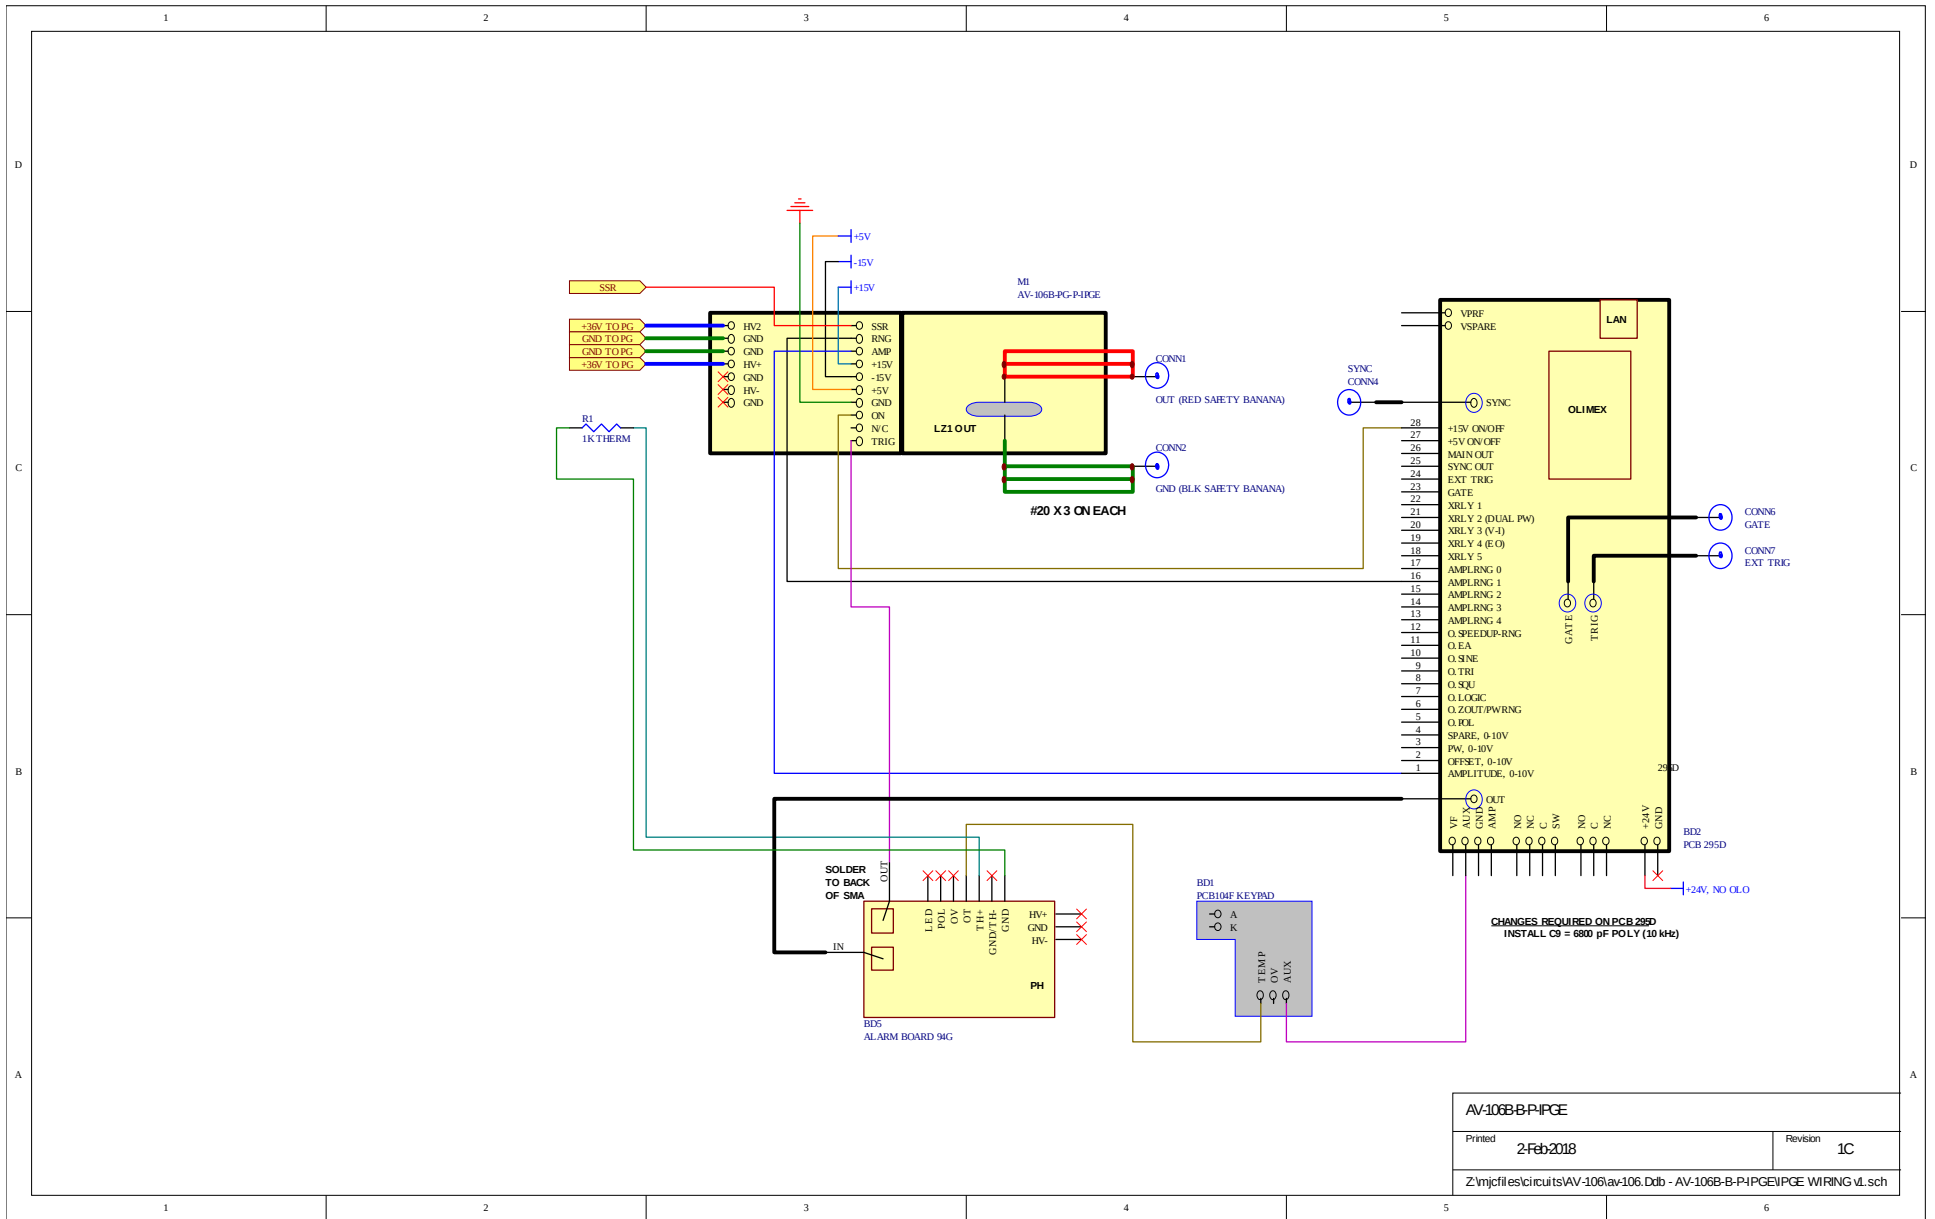 1 2 3 4 5 6
D D
+5V
-15V
+15V
SSR
M1
AV-106B-PG-P-IPGE
+36V TO PG
GND TO PG
GND TO PG
+36V TO PG
HV2
GND
GND
HV+
GND
HV-
GND
SSR
RNG
AMP
+15V
-15V
+5V
GND
ON
N/C
TRIG
LZ1 OUT
CONN1
OUT (RED SAFETY BANANA)
CONN2
GND (BLK SAFETY BANANA)
#20 X 3 ON EACH
R1
1K THERM
C C
SYNC
CONN4
VPRF
VSPARE
LAN
OLIMEX
SYNC
28 +15V ON/OFF
27 +5V ON/OFF
26 MAIN OUT
25 SYNC OUT
24 EXT TRIG
23 GATE
22 XRLY 1
21 XRLY 2 (DUAL PW)
20 XRLY 3 (V-I)
19 XRLY 4 (EO)
18 XRLY 5
17 AMPLRNG 0
16 AMPLRNG 1
15 AMPLRNG 2
14 AMPLRNG 3
13 AMPLRNG 4
12 O. SPEEDUP-RNG
11 O. EA
10 O. SINE
9 O. TRI
8 O. SQU
7 O. LOGIC
6 O. ZOUT/PWRNG
5 O. POL
4 SPARE, 0-10V
3 PW, 0-10V
2 OFFSET, 0-10V
1 AMPLITUDE, 0-10V
CONN6
GATE
CONN7
EXT TRIG
GATE
TRIG
B B
295D
OUT
VF
AUX
GND
AMP
NO
NC
C
SW
NO
C
NC
+24V
GND
BD2
PCB 295D
+24V, NO OLO
CHANGES REQUIRED ON PCB 295D
INSTALL C9 = 6800 pF POLY (10 kHz)
SOLDER
TO BACK
OF SMA
OUT
IN
LED
POL
OV
OT
TH+
GND/TH-
GND
HV+
GND
HV-
PH
BD5
ALARM BOARD 94G
BD1
PCB104F KEYPAD
A
K
TEMP
OV
AUX
A A
AV-106B-B-P-IPGE
Printed 2-Feb-2018
Revision 1C
Z:\mjcfiles\circuits\AV-106\av-106.Ddb - AV-106B-B-P-IPGE\IPGE WIRING v1.sch
1 2 3 4 5 6